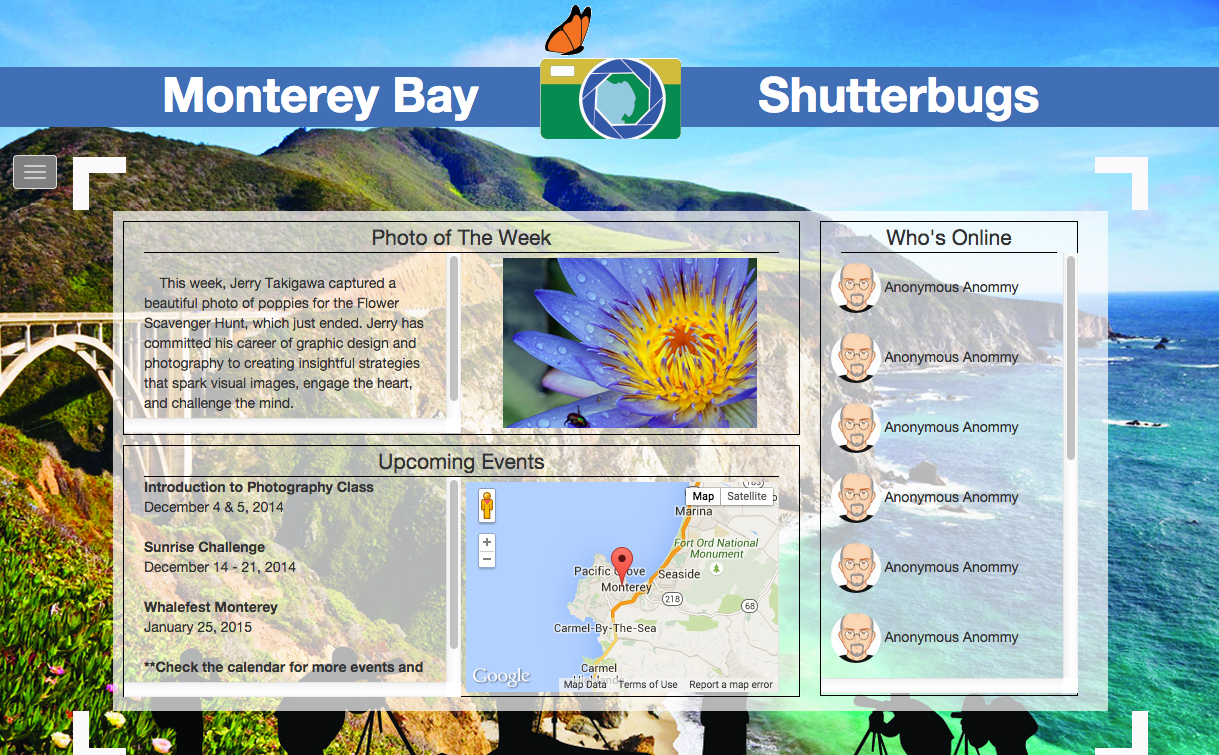 Monterey Bay Shutterbugs
Photo of The Week
This week, Jerry Takigawa captured a
beautiful photo of poppies for the Flower
Scavenger Hunt, which just ended. Jerry has
committed his career of graphic design and
photography to creating insightful strategies
that spark visual images, engage the heart,
and challenge the mind.
Upcoming Events
Introduction to Photography Class
December 4 & 5, 2014
Sunrise Challenge
December 14 - 21, 2014
Whalefest Monterey
January 25, 2015
**Check the calendar for more events and
Map Satellite
Marina
Fort Ord National
Monument
Pacific Grove
Seaside
Monterey
218
68
Carmel-By-The-Sea
Carmel
Google
Map Data Terms of Use Report a map error
Who's Online
Anonymous Anommy
Anonymous Anommy
Anonymous Anommy
Anonymous Anommy
Anonymous Anommy
Anonymous Anommy